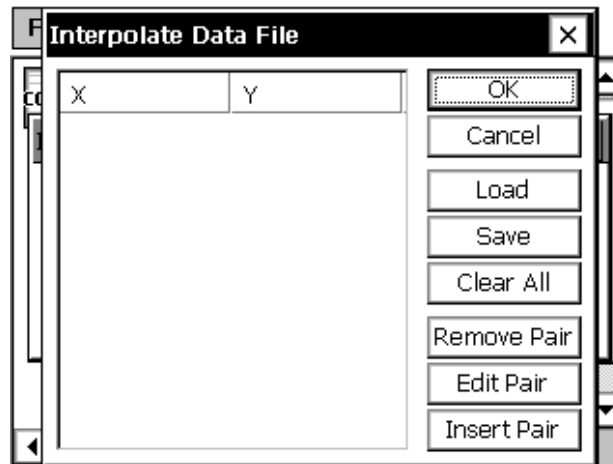 F
Interpolate Data File
X Y
OK
Cancel
Load
Save
Clear All
Remove Pair
Edit Pair
Insert Pair